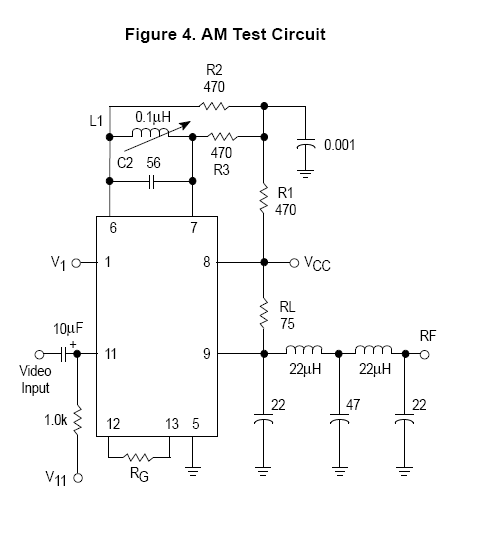 Figure 4. AM Test Circuit
R2
470
L1
0.1µH
470
R3
0.001
C2 56
R1
470
6
7
V1
1
8
VCC
RL
75
10µF
+
11
9
RF
Video
Input
22µH
22µH
1.0k
12
13
5
22
47
22
V11
RG